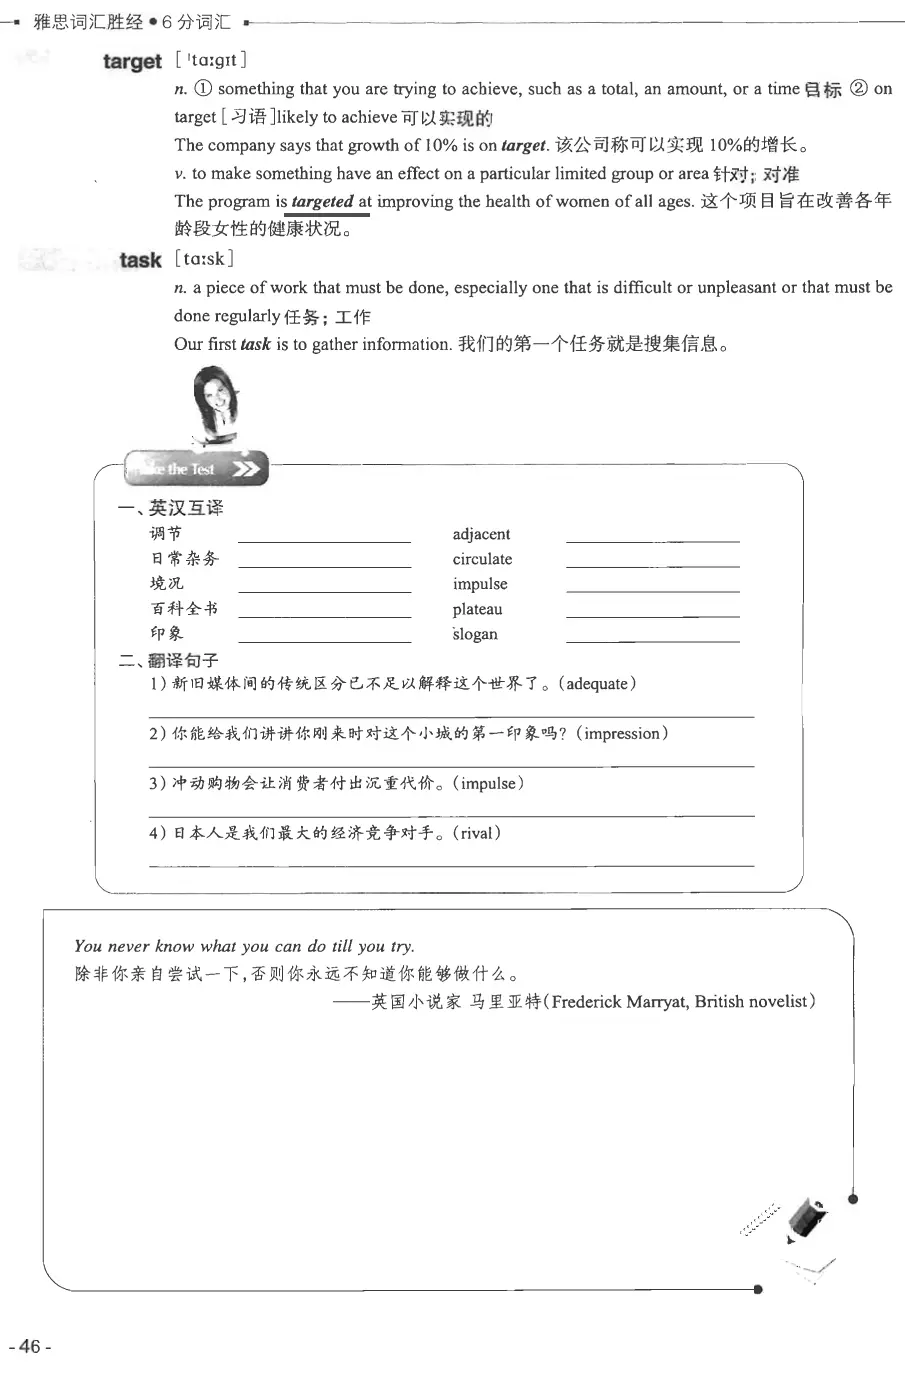 雅思词汇胜经●6分词汇
target [ˈtɑːgɪt]
n. ① something that you are trying to achieve, such as a total, an amount, or a time 目标 ② on
target [习语]likely to achieve 可以实现的
The company says that growth of 10% is on target. 该公司称可以实现 10%的增长。
v. to make something have an effect on a particular limited group or area 针对；对准
The program is targeted at improving the health of women of all ages. 这个项目旨在改善各年
龄段女性的健康状况。
task [tɑːsk]
n. a piece of work that must be done, especially one that is difficult or unpleasant or that must be
done regularly 任务；工作
Our first task is to gather information. 我们的第一个任务就是搜集信息。
the Test
一、英汉互译
调节 adjacent
日常杂务 circulate
境况 impulse
百科全书 plateau
印象 slogan
二、翻译句子
1) 新旧媒体间的传统区分已不足以解释这个世界了。(adequate)
2) 你能给我们讲讲你刚来时对这个小城的第一印象吗? (impression)
3) 冲动购物会让消费者付出沉重代价。(impulse)
4) 日本人是我们最大的经济竞争对手。(rival)
You never know what you can do till you try.
除非你亲自尝试一下,否则你永远不知道你能够做什么。
——英国小说家 马里亚特(Frederick Marryat, British novelist)
- 46 -